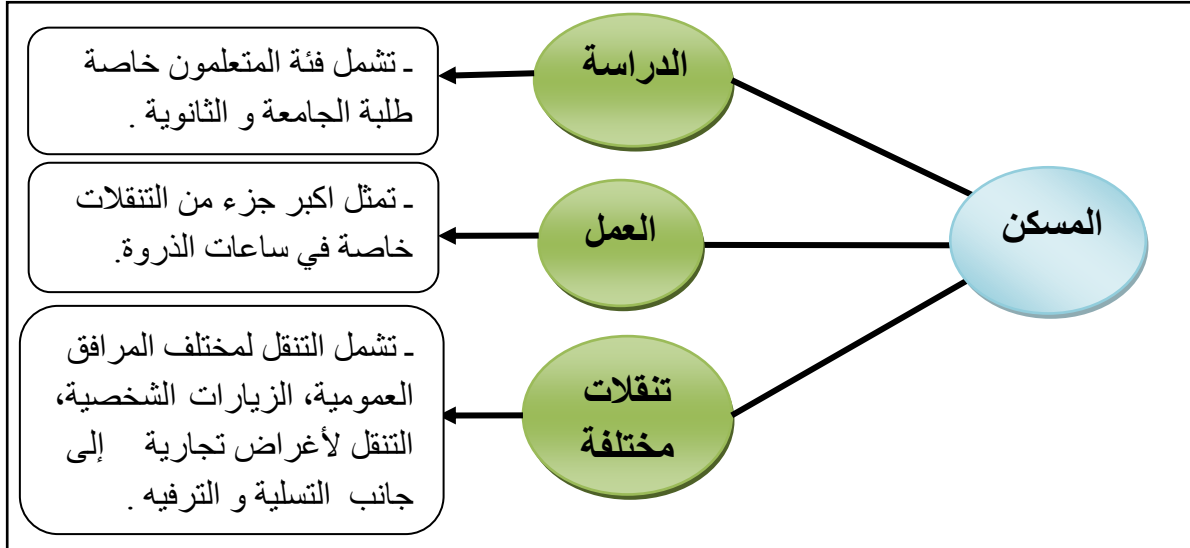 المسكن
الدراسة
ـ تشمل فئة المتعلمون خاصة
طلبة الجامعة و الثانوية .
العمل
ـ تمثل اكبر جزء من التنقلات
خاصة في ساعات الذروة.
تنقلات
مختلفة
ـ تشمل التنقل لمختلف المرافق
العمومية، الزيارات الشخصية،
التنقل لأغراض تجارية إلى
جانب التسلية و الترفيه .